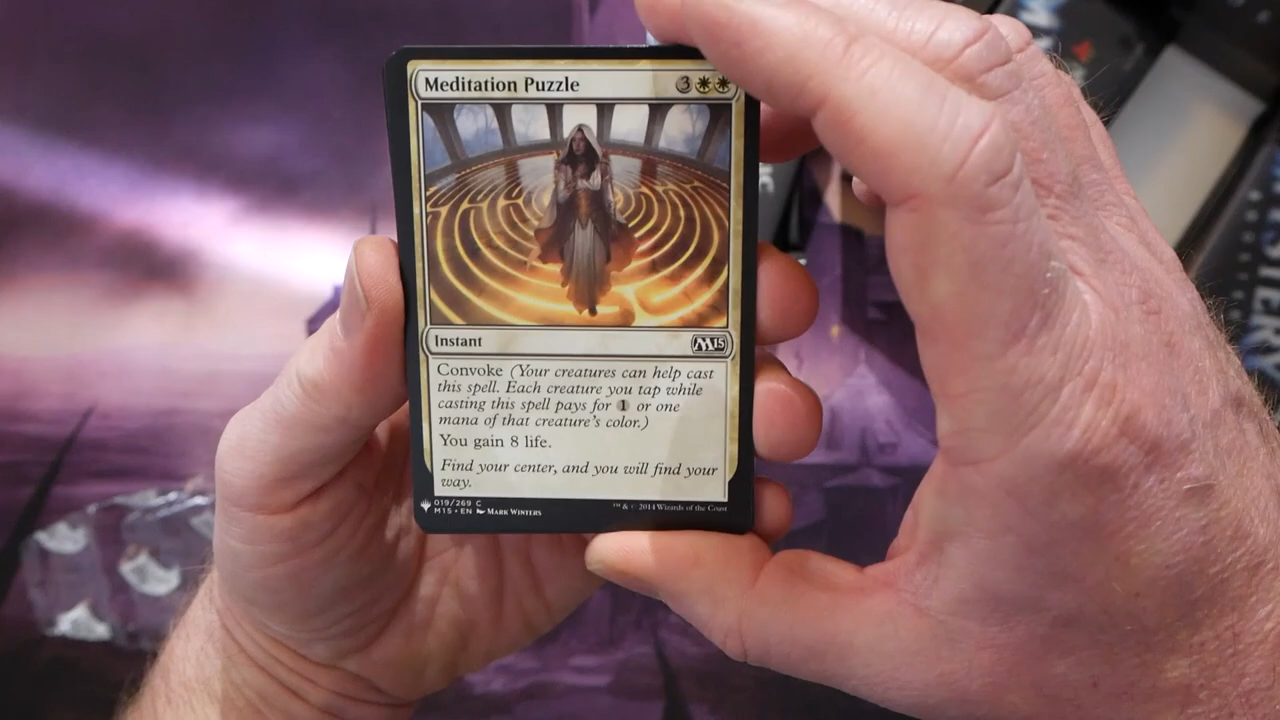 Meditation Puzzle 3
Instant M15
Convoke (Your creatures can help cast
this spell. Each creature you tap while
casting this spell pays for 1 or one
mana of that creature's color.)
You gain 8 life.
Find your center, and you will find your
way.
019/269 C
M15 • EN Mark Winters ™ & © 2014 Wizards of the Coast